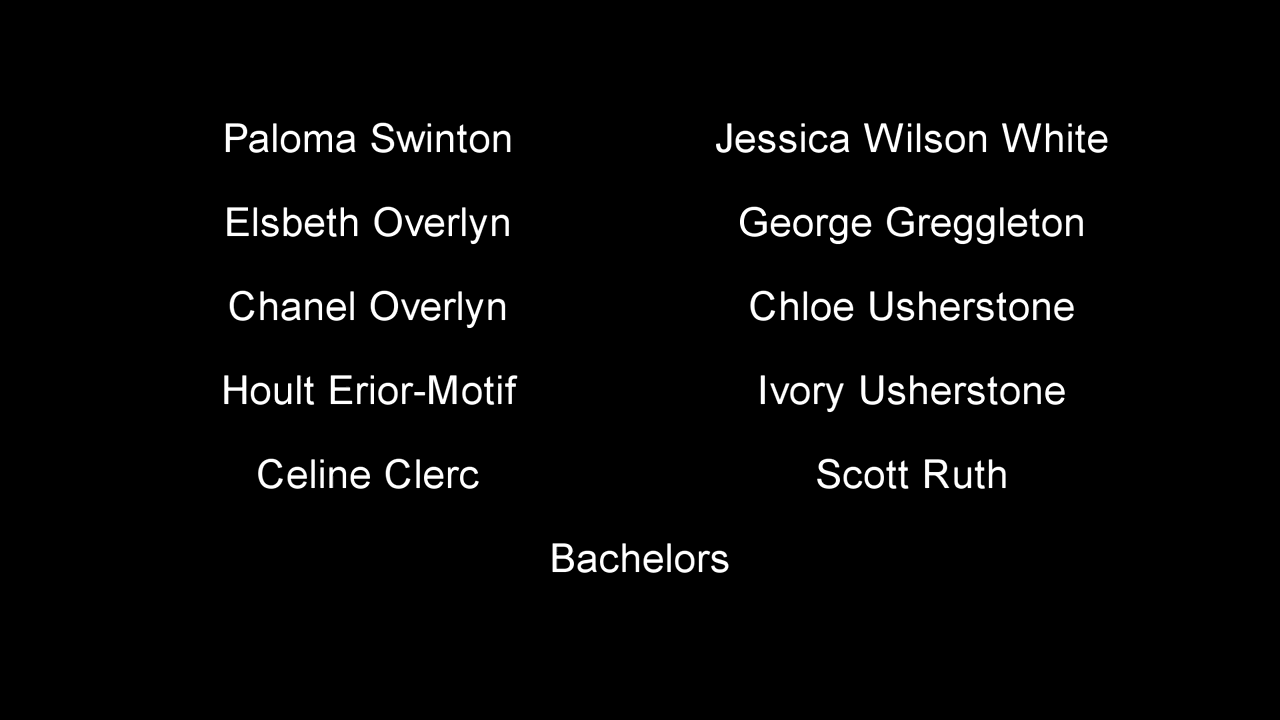 Paloma Swinton Jessica Wilson White
Elsbeth Overlyn George Greggleton
Chanel Overlyn Chloe Usherstone
Hoult Erior-Motif Ivory Usherstone
Celine Clerc Scott Ruth
Bachelors